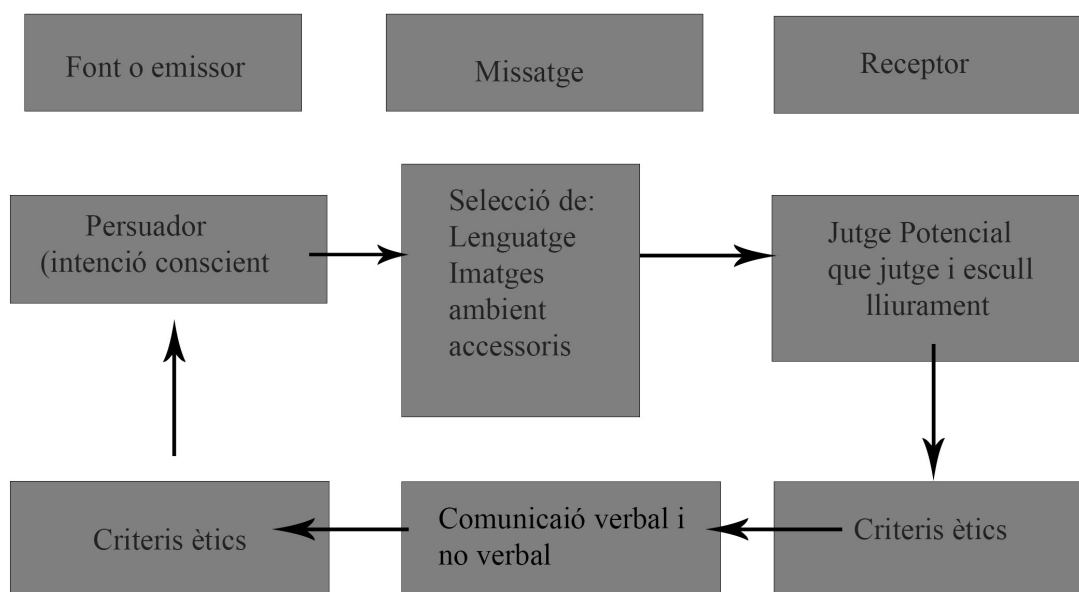 Font o emissor
Missatge
Receptor
Persuador
(intenció conscient
Selecció de:
Lenguatge
Imatges
ambient
accessoris
Jutge Potencial
que jutge i escull
lliurament
Criteris ètics
Comunicaió verbal i
no verbal
Criteris ètics